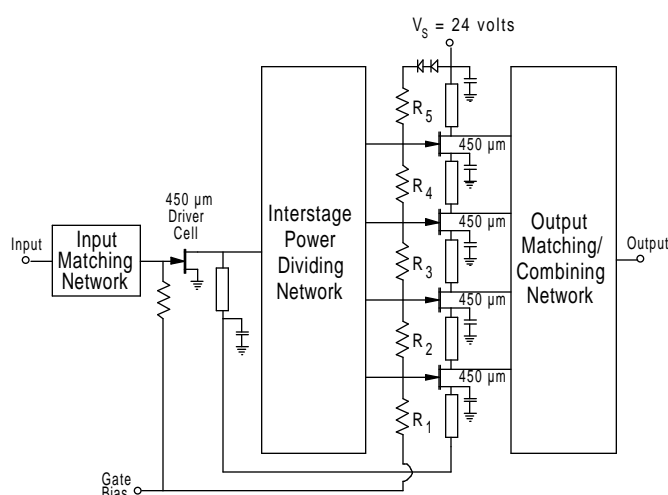 V_S = 24 volts
R_5
450 µm
R_4
450 µm
R_3
450 µm
R_2
450 µm
R_1
450 µm
Driver
Cell
Input
Input
Matching
Network
Interstage
Power
Dividing
Network
Output
Matching/
Combining
Network
Output
Gate
Bias